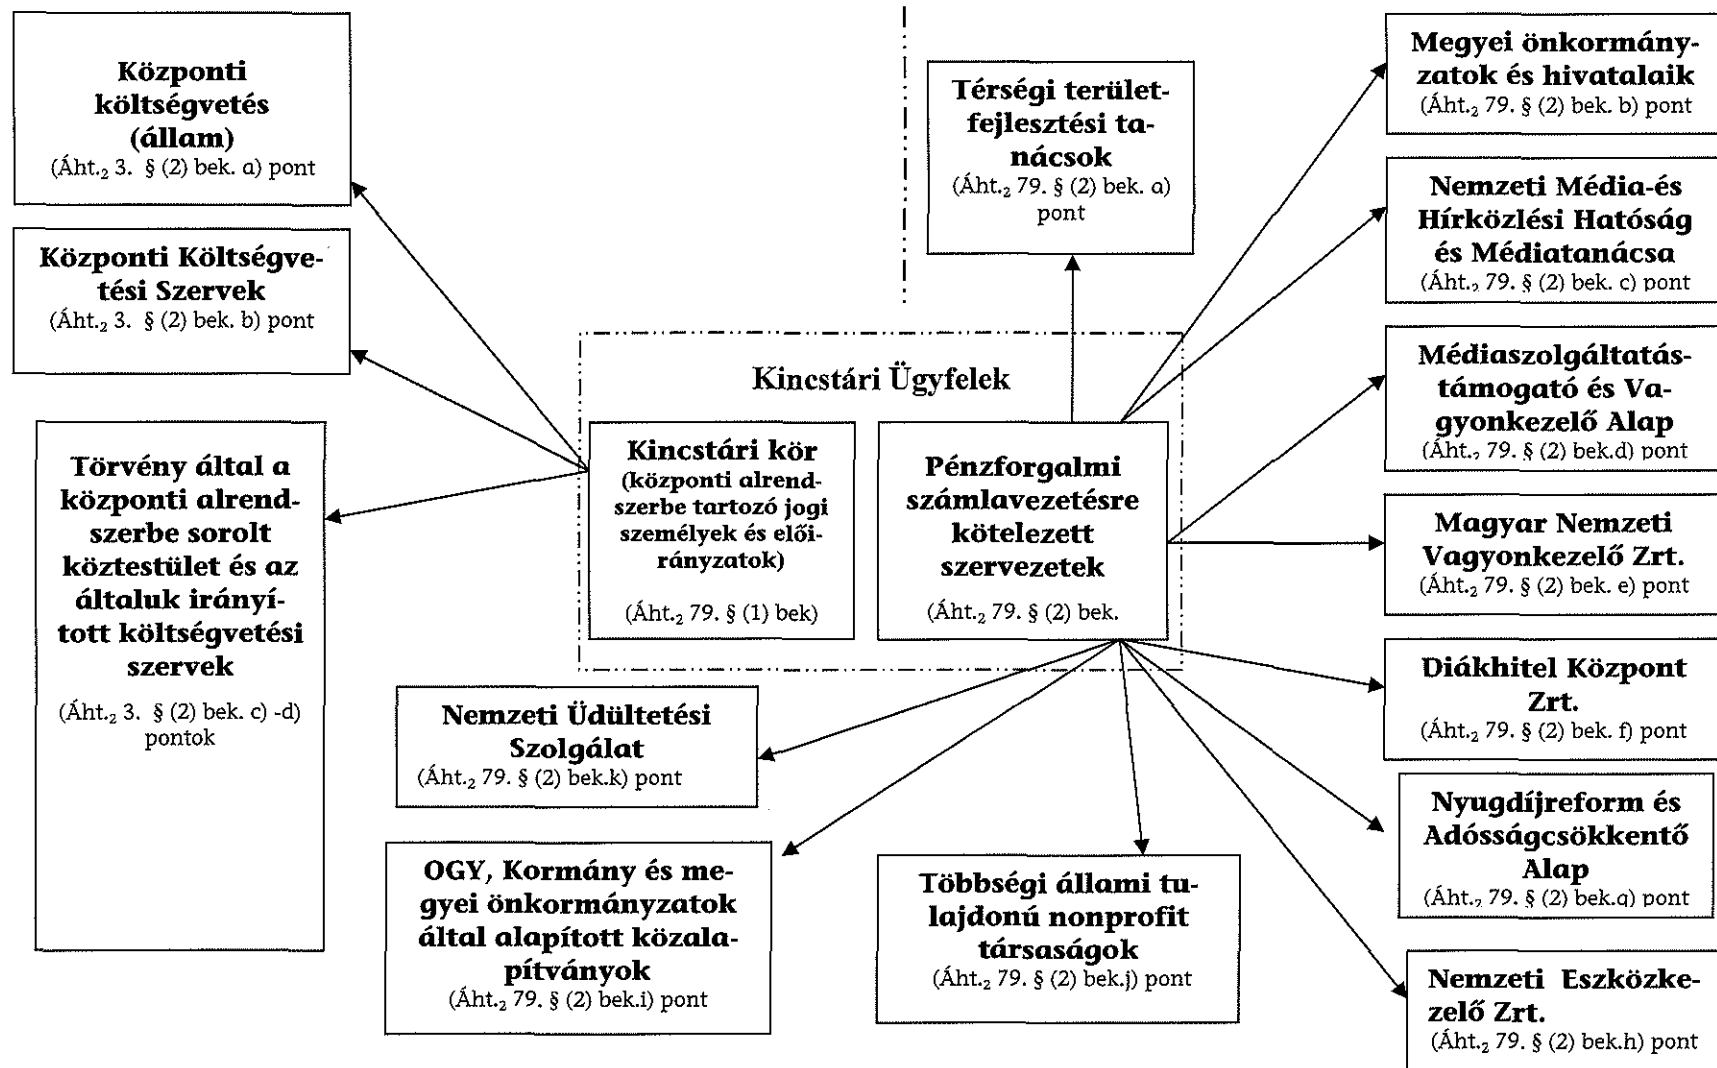 Központi
költségvetés
(állam)
(Áht.₂ 3. § (2) bek. a) pont
Központi Költségve-
tési Szervek
(Áht.₂ 3. § (2) bek. b) pont
Törvény által a
központi alrend-
szerbe sorolt
köztestület és az
általuk irányí-
tott költségvetési
szervek
(Áht.₂ 3. § (2) bek. c) -d)
pontok
Térségi terület-
fejlesztési ta-
nácsok
(Áht.₂ 79. § (2) bek. a)
pont
Kincstári Ügyfelek
Kincstári kör
(központi alrend-
szerbe tartozó jogi
személyek és elői-
rányzatok)
(Áht.₂ 79. § (1) bek)
Pénzforgalmi
számlavezetésre
kötelezett
szervezetek
(Áht.₂ 79. § (2) bek.
Nemzeti Üdültetési
Szolgálat
(Áht.₂ 79. § (2) bek.k) pont
OGY, Kormány és me-
gyei önkormányzatok
által alapított közala-
pítványok
(Áht.₂ 79. § (2) bek.i) pont
Többségi állami tu-
lajdonú nonprofit
társaságok
(Áht.₂ 79. § (2) bek.j) pont
Megyei önkormány-
zatok és hivatalaik
(Áht.₂ 79. § (2) bek. b) pont
Nemzeti Média-és
Hírközlési Hatóság
és Médiatanácsa
(Áht.₂ 79. § (2) bek. c) pont
Médiaszolgáltatás-
támogató és Va-
gyonkezelő Alap
(Áht.₂ 79. § (2) bek.d) pont
Magyar Nemzeti
Vagyonkezelő Zrt.
(Áht.₂ 79. § (2) bek. e) pont
Diákhitel Központ
Zrt.
(Áht.₂ 79. § (2) bek. f) pont
Nyugdíjreform és
Adósságcsökkentő
Alap
(Áht.₂ 79. § (2) bek.g) pont
Nemzeti Eszközke-
zelő Zrt.
(Áht.₂ 79. § (2) bek.h) pont